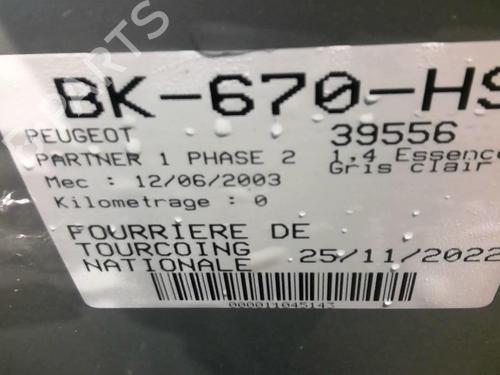 BK-670-HS
PEUGEOT 39556
PARTNER 1 PHASE 2 1.4 Essence
Mec : 12/06/2003 Gris clair
Kilometrage : 0
FOURRIERE DE
TOURCOING
NATIONALE 25/11/2022
000011045143